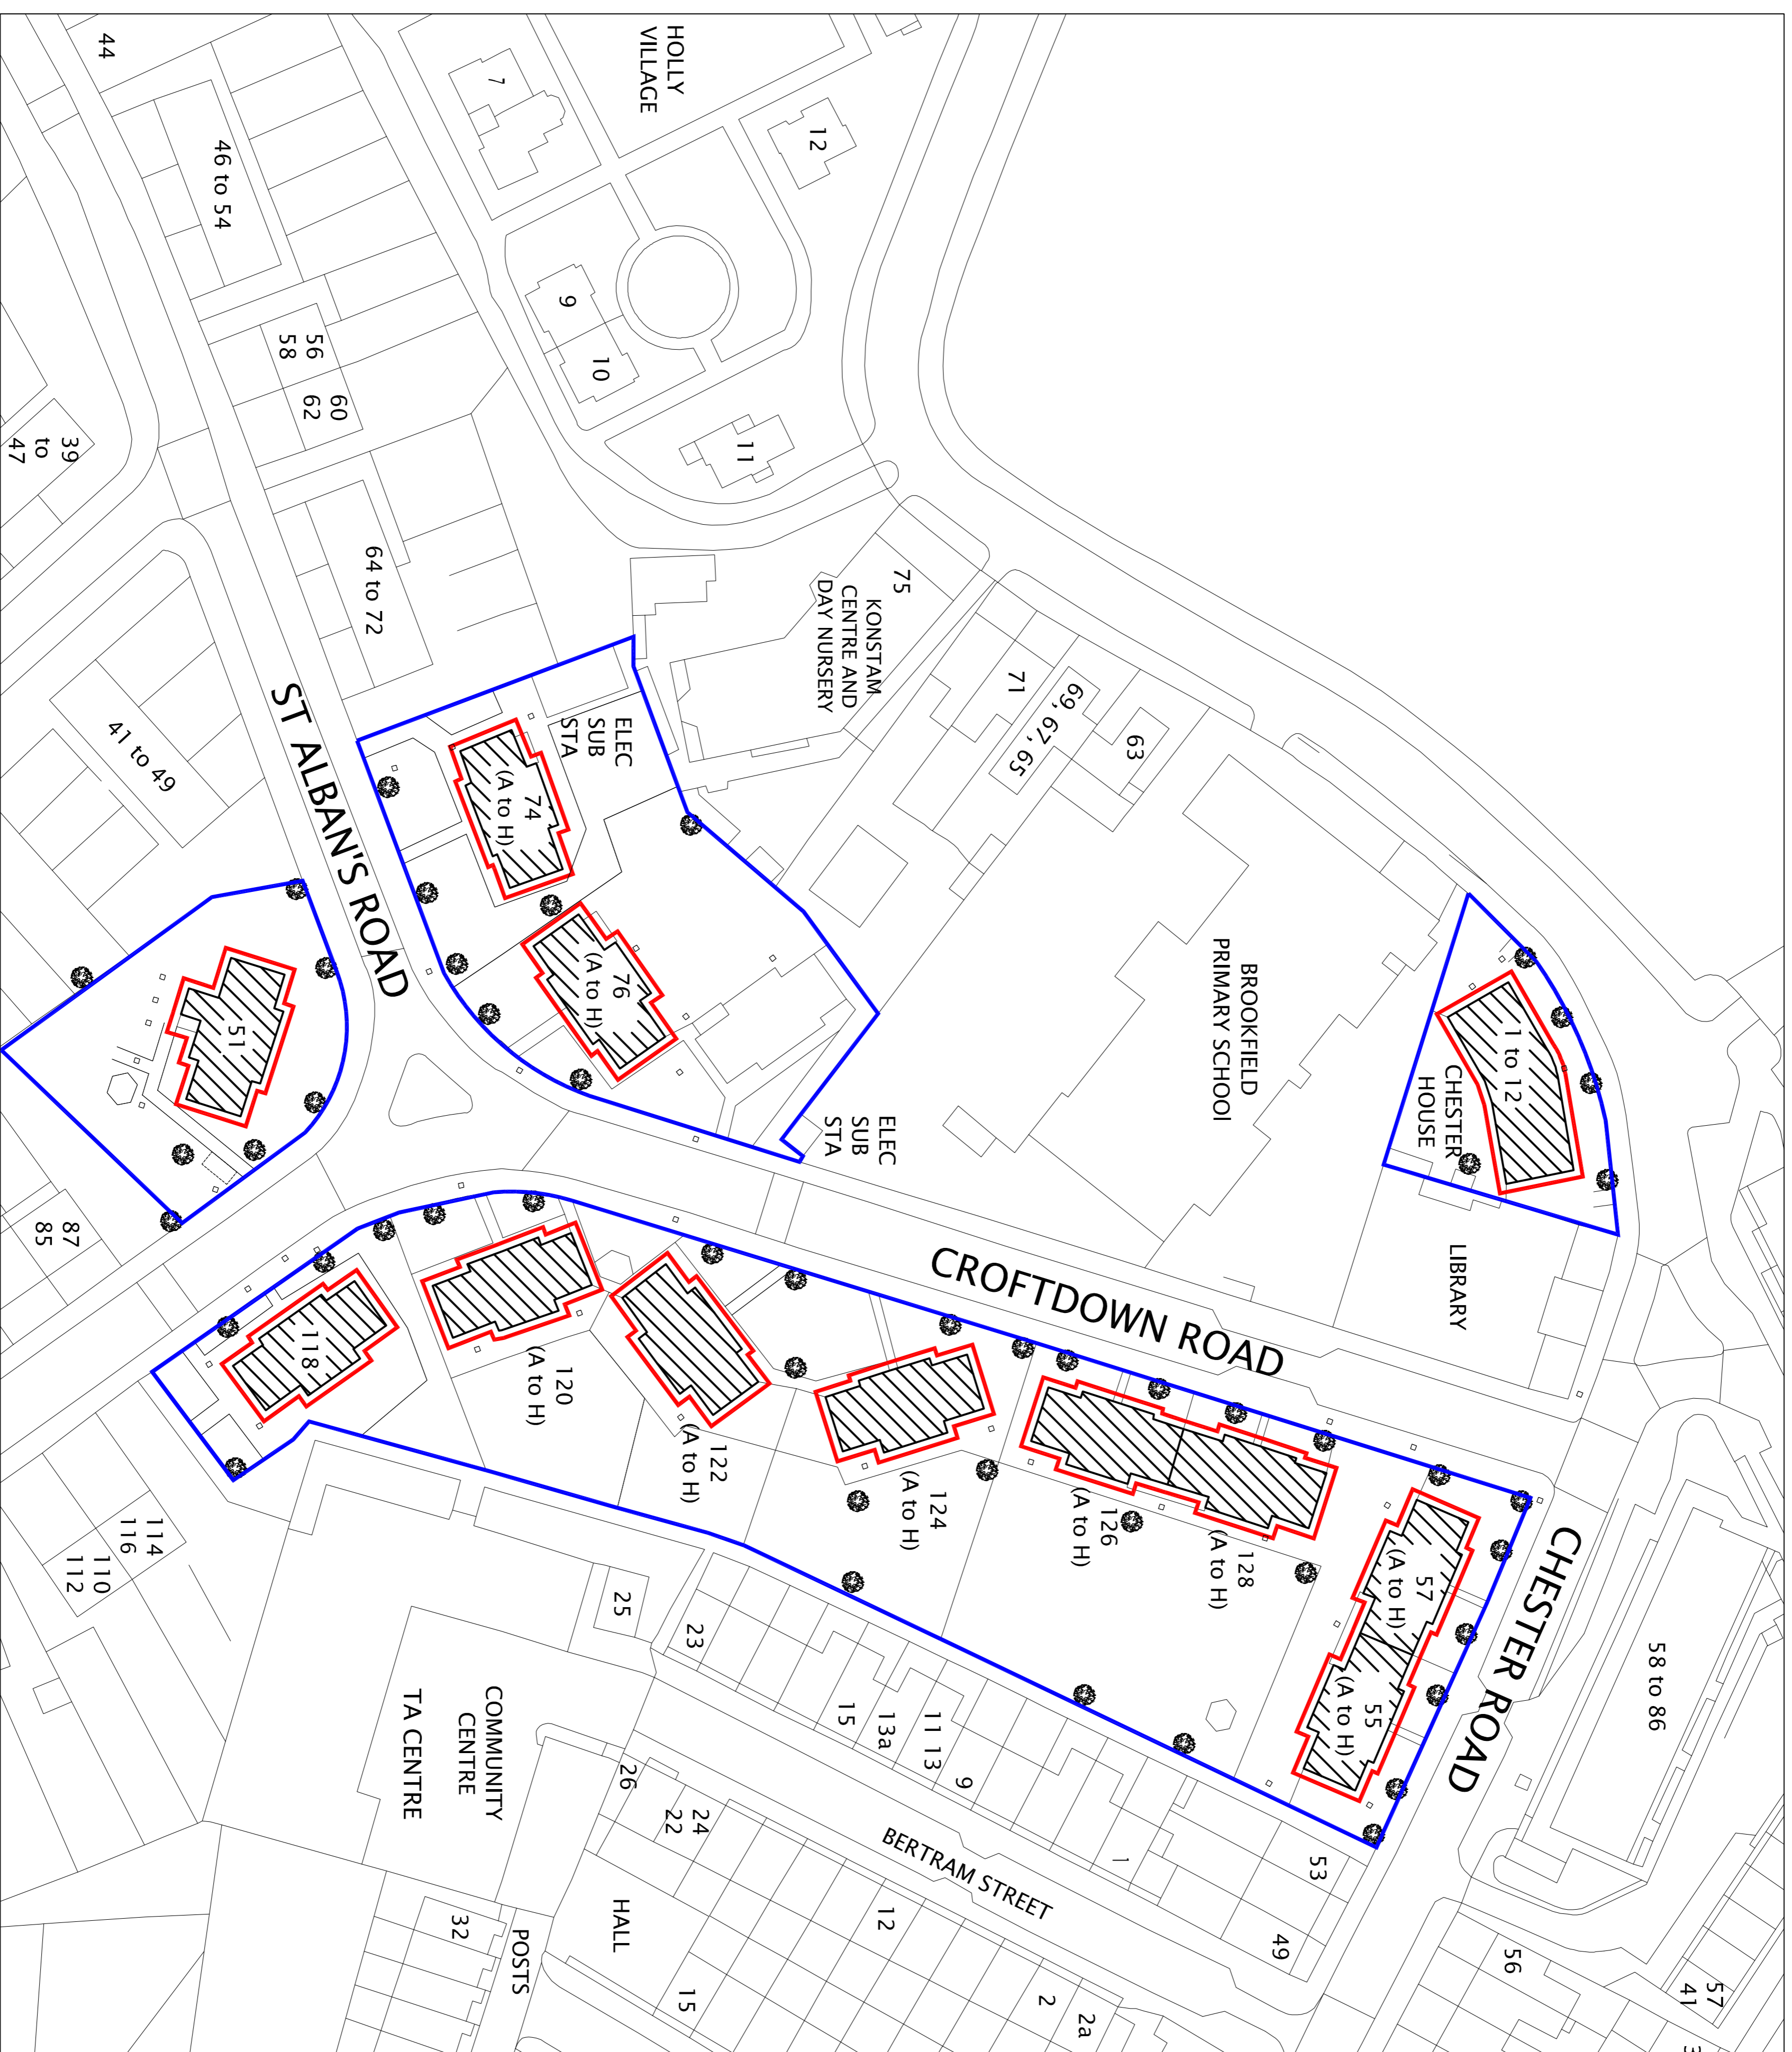 44
HOLLY
VILLAGE
7
12
46 to 54
9
10
56
58
60
62
11
39
to
47
64 to 72
75
KONSTAM
CENTRE AND
DAY NURSERY
71
69, 67, 65
63
41 to 49
ST ALBAN'S ROAD
ELEC
SUB
STA
74
(A to H)
76
(A to H)
51
BROOKFIELD
PRIMARY SCHOOL
1 to 12
CHESTER
HOUSE
ELEC
SUB
STA
LIBRARY
87
85
CROFTDOWN ROAD
118
120
(A to H)
122
(A to H)
124
(A to H)
126
(A to H)
128
(A to H)
57
(A to H)
55
(A to H)
CHESTER ROAD
58 to 86
114
116
110
112
25
23
15
13a
11 13
9
1
53
49
COMMUNITY
CENTRE
TA CENTRE
26
24
22
BERTRAM STREET
HALL
12
32
POSTS
15
2
2a
56
57
41